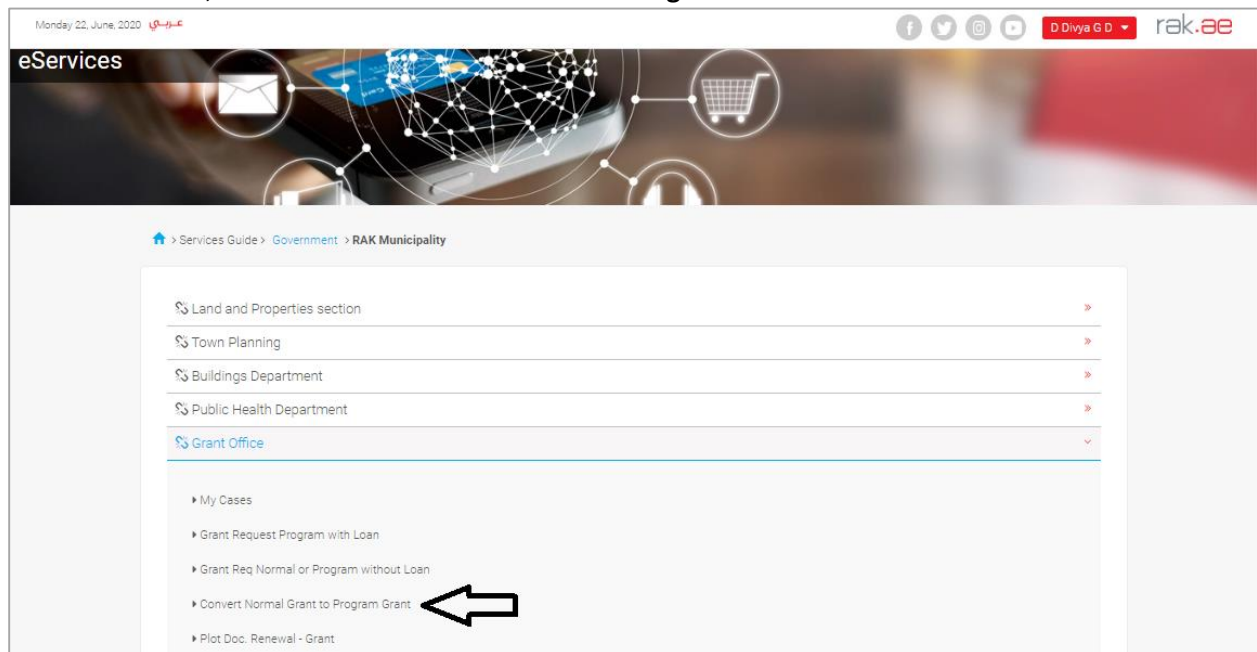 Monday 22, June, 2020 عـربـي
D Divya G D
rak.ae
eServices
> Services Guide > Government > RAK Municipality
Land and Properties section
Town Planning
Buildings Department
Public Health Department
Grant Office
My Cases
Grant Request Program with Loan
Grant Req Normal or Program without Loan
Convert Normal Grant to Program Grant
Plot Doc. Renewal - Grant